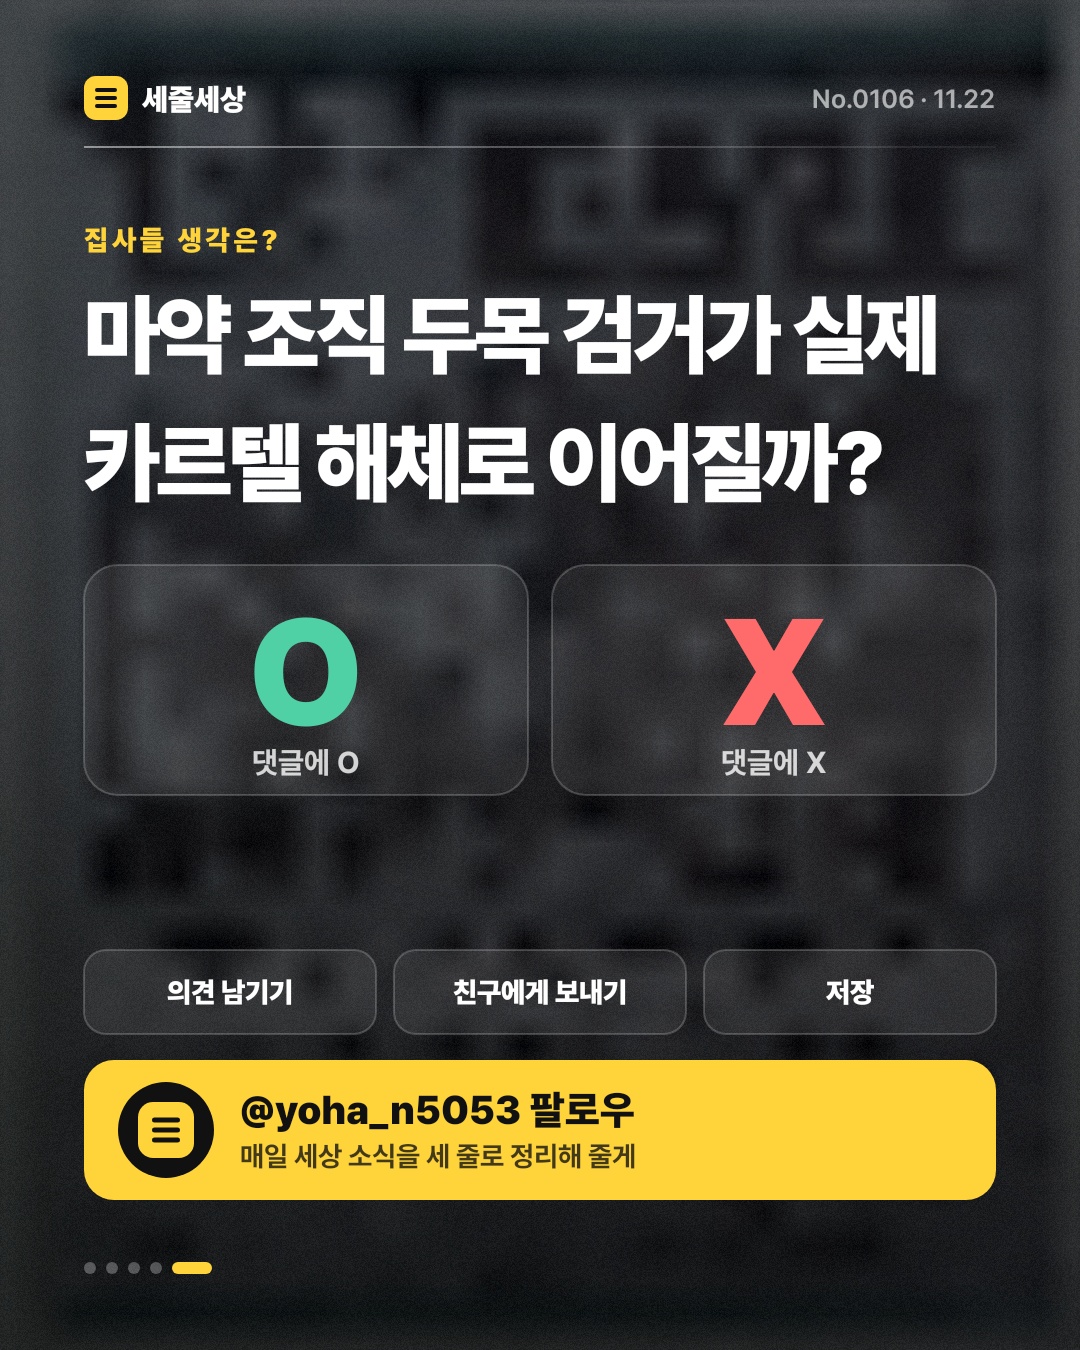 세줄세상
No.0106 · 11.22
집사들 생각은?
마약 조직 두목 검거가 실제
카르텔 해체로 이어질까?
O
댓글에 O
X
댓글에 X
의견 남기기
친구에게 보내기
저장
@yoha_n5053 팔로우
매일 세상 소식을 세 줄로 정리해 줄게